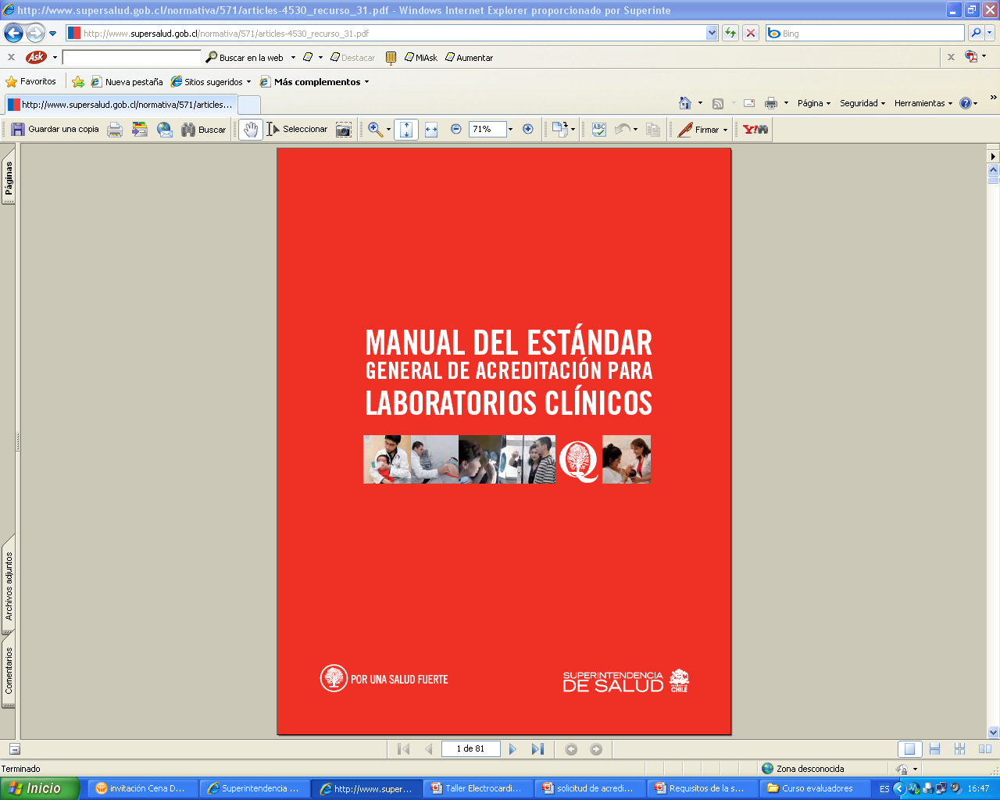 http://www.supersalud.gob.cl/normativa/571/articles-4530_recurso_31.pdf - Windows Internet Explorer proporcionado por Superinte
http://www.supersalud.gob.cl/normativa/571/articles-4530_recurso_31.pdf
Bing
Ask
Buscar en la web
Destacar
MiAsk
Aumentar
Favoritos
Nueva pestaña
Sitios sugeridos
Más complementos
http://www.supersalud.gob.cl/normativa/571/articles...
Página
Seguridad
Herramientas
Guardar una copia
Buscar
Seleccionar
71%
Firmar
Y!
Páginas
MANUAL DEL ESTÁNDAR
GENERAL DE ACREDITACIÓN PARA
LABORATORIOS CLÍNICOS
Q
Archivos adjuntos
Comentarios
POR UNA SALUD FUERTE
SUPERINTENDENCIA
DE SALUD
CHILE
1 de 81
Terminado
Zona desconocida
Inicio
invitación Cena D...
Superintendencia ...
http://www.super...
Taller Electrocardi...
solicitud de acredi...
Requisitos de la s...
Curso evaluadores
ES
16:47